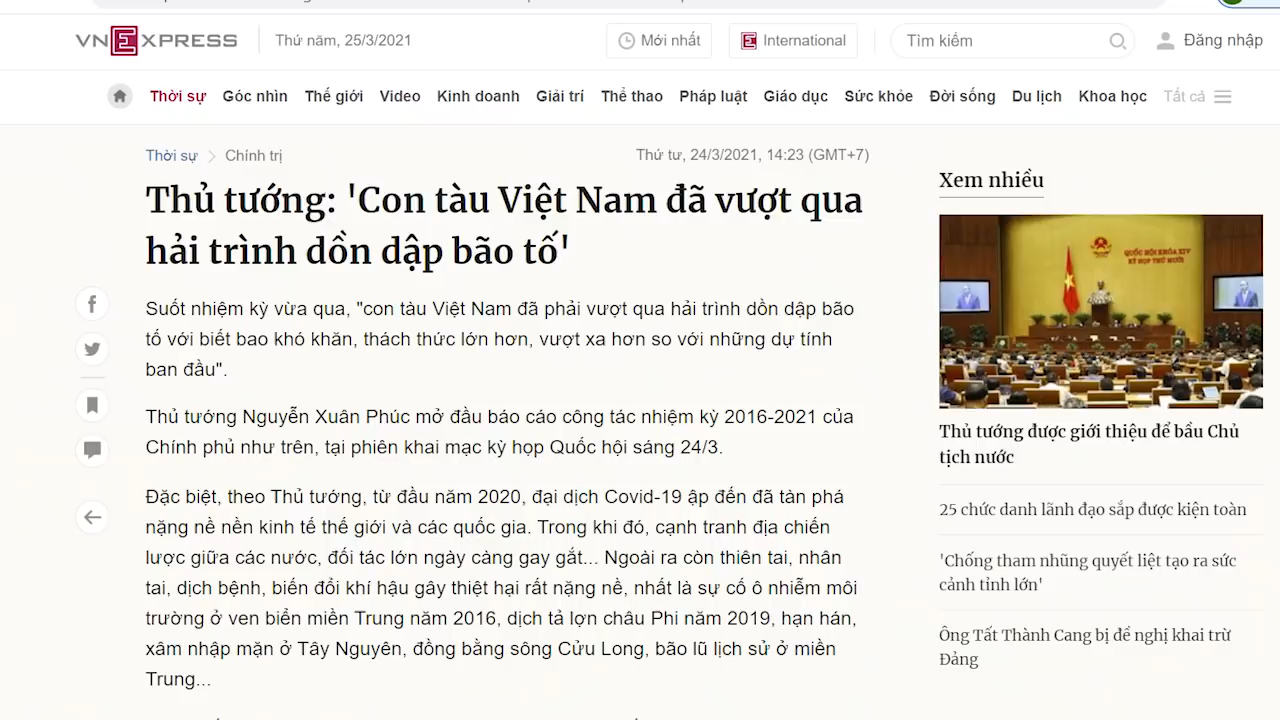 VNEXPRESS
Thứ năm, 25/3/2021
Mới nhất
International
Tìm kiếm
Đăng nhập
Thời sự
Góc nhìn
Thế giới
Video
Kinh doanh
Giải trí
Thể thao
Pháp luật
Giáo dục
Sức khỏe
Đời sống
Du lịch
Khoa học
Tất cả
Thời sự
Chính trị
Thứ tư, 24/3/2021, 14:23 (GMT+7)
Thủ tướng: 'Con tàu Việt Nam đã vượt qua
hải trình dồn dập bão tố'
Suốt nhiệm kỳ vừa qua, "con tàu Việt Nam đã phải vượt qua hải trình dồn dập bão
tố với biết bao khó khăn, thách thức lớn hơn, vượt xa hơn so với những dự tính
ban đầu".
Thủ tướng Nguyễn Xuân Phúc mở đầu báo cáo công tác nhiệm kỳ 2016-2021 của
Chính phủ như trên, tại phiên khai mạc kỳ họp Quốc hội sáng 24/3.
Đặc biệt, theo Thủ tướng, từ đầu năm 2020, đại dịch Covid-19 ập đến đã tàn phá
nặng nề nền kinh tế thế giới và các quốc gia. Trong khi đó, cạnh tranh địa chiến
lược giữa các nước, đối tác lớn ngày càng gay gắt... Ngoài ra còn thiên tai, nhân
tai, dịch bệnh, biến đổi khí hậu gây thiệt hại rất nặng nề, nhất là sự cố ô nhiễm môi
trường ở ven biển miền Trung năm 2016, dịch tả lợn châu Phi năm 2019, hạn hán,
xâm nhập mặn ở Tây Nguyên, đồng bằng sông Cửu Long, bão lũ lịch sử ở miền
Trung...
Xem nhiều
QUỐC HỘI KHÓA XIV
KỲ HỌP THỨ MƯỜI
Thủ tướng được giới thiệu để bầu Chủ
tịch nước
25 chức danh lãnh đạo sắp được kiện toàn
'Chống tham nhũng quyết liệt tạo ra sức
cảnh tỉnh lớn'
Ông Tất Thành Cang bị đề nghị khai trừ
Đảng